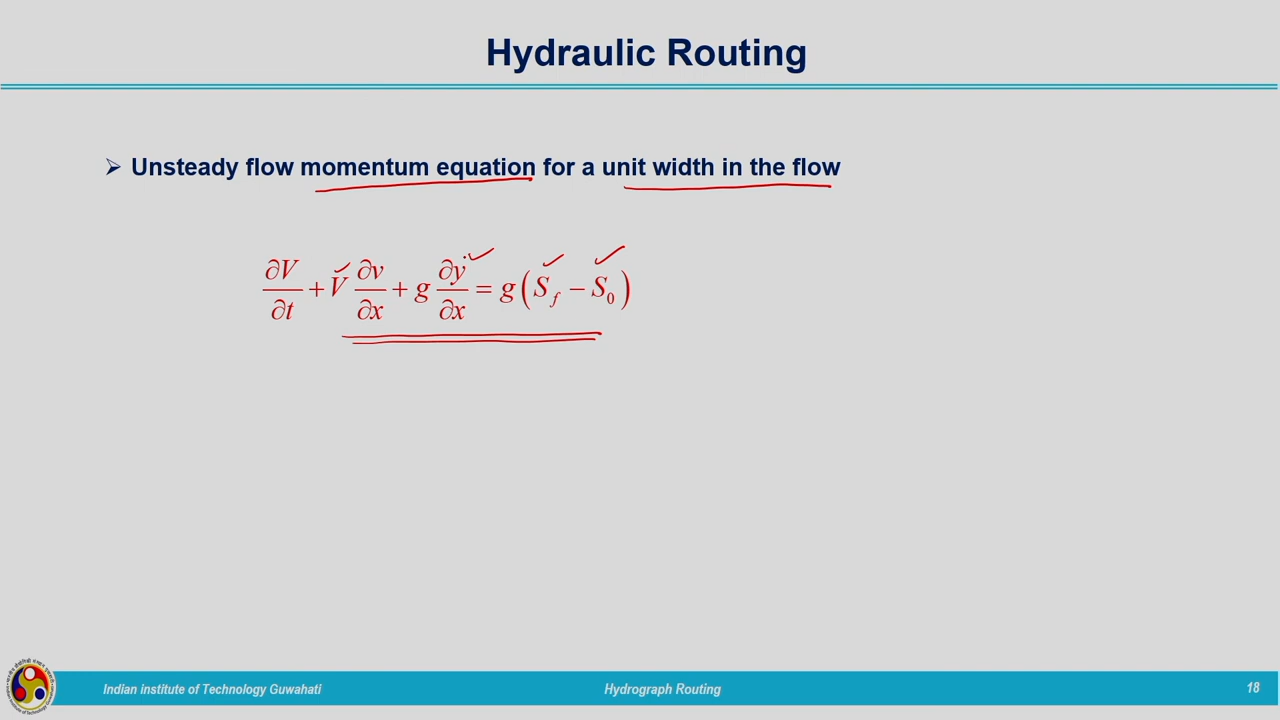 Hydraulic Routing
➢ Unsteady flow momentum equation for a unit width in the flow
∂V/∂t + V ∂v/∂x + g ∂y/∂x = g(S_f − S_0)
Indian institute of Technology Guwahati
Hydrograph Routing
18